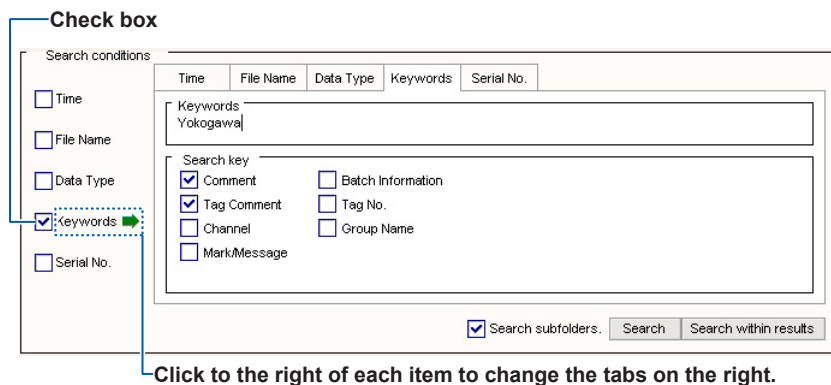 Check box
Search conditions
Time File Name Data Type Keywords Serial No.
Time
Keywords
Yokogawa
File Name
Search key
Data Type
Comment Batch Information
Tag Comment Tag No.
Keywords
Channel Group Name
Mark/Message
Serial No.
Search subfolders. Search Search within results
Click to the right of each item to change the tabs on the right.